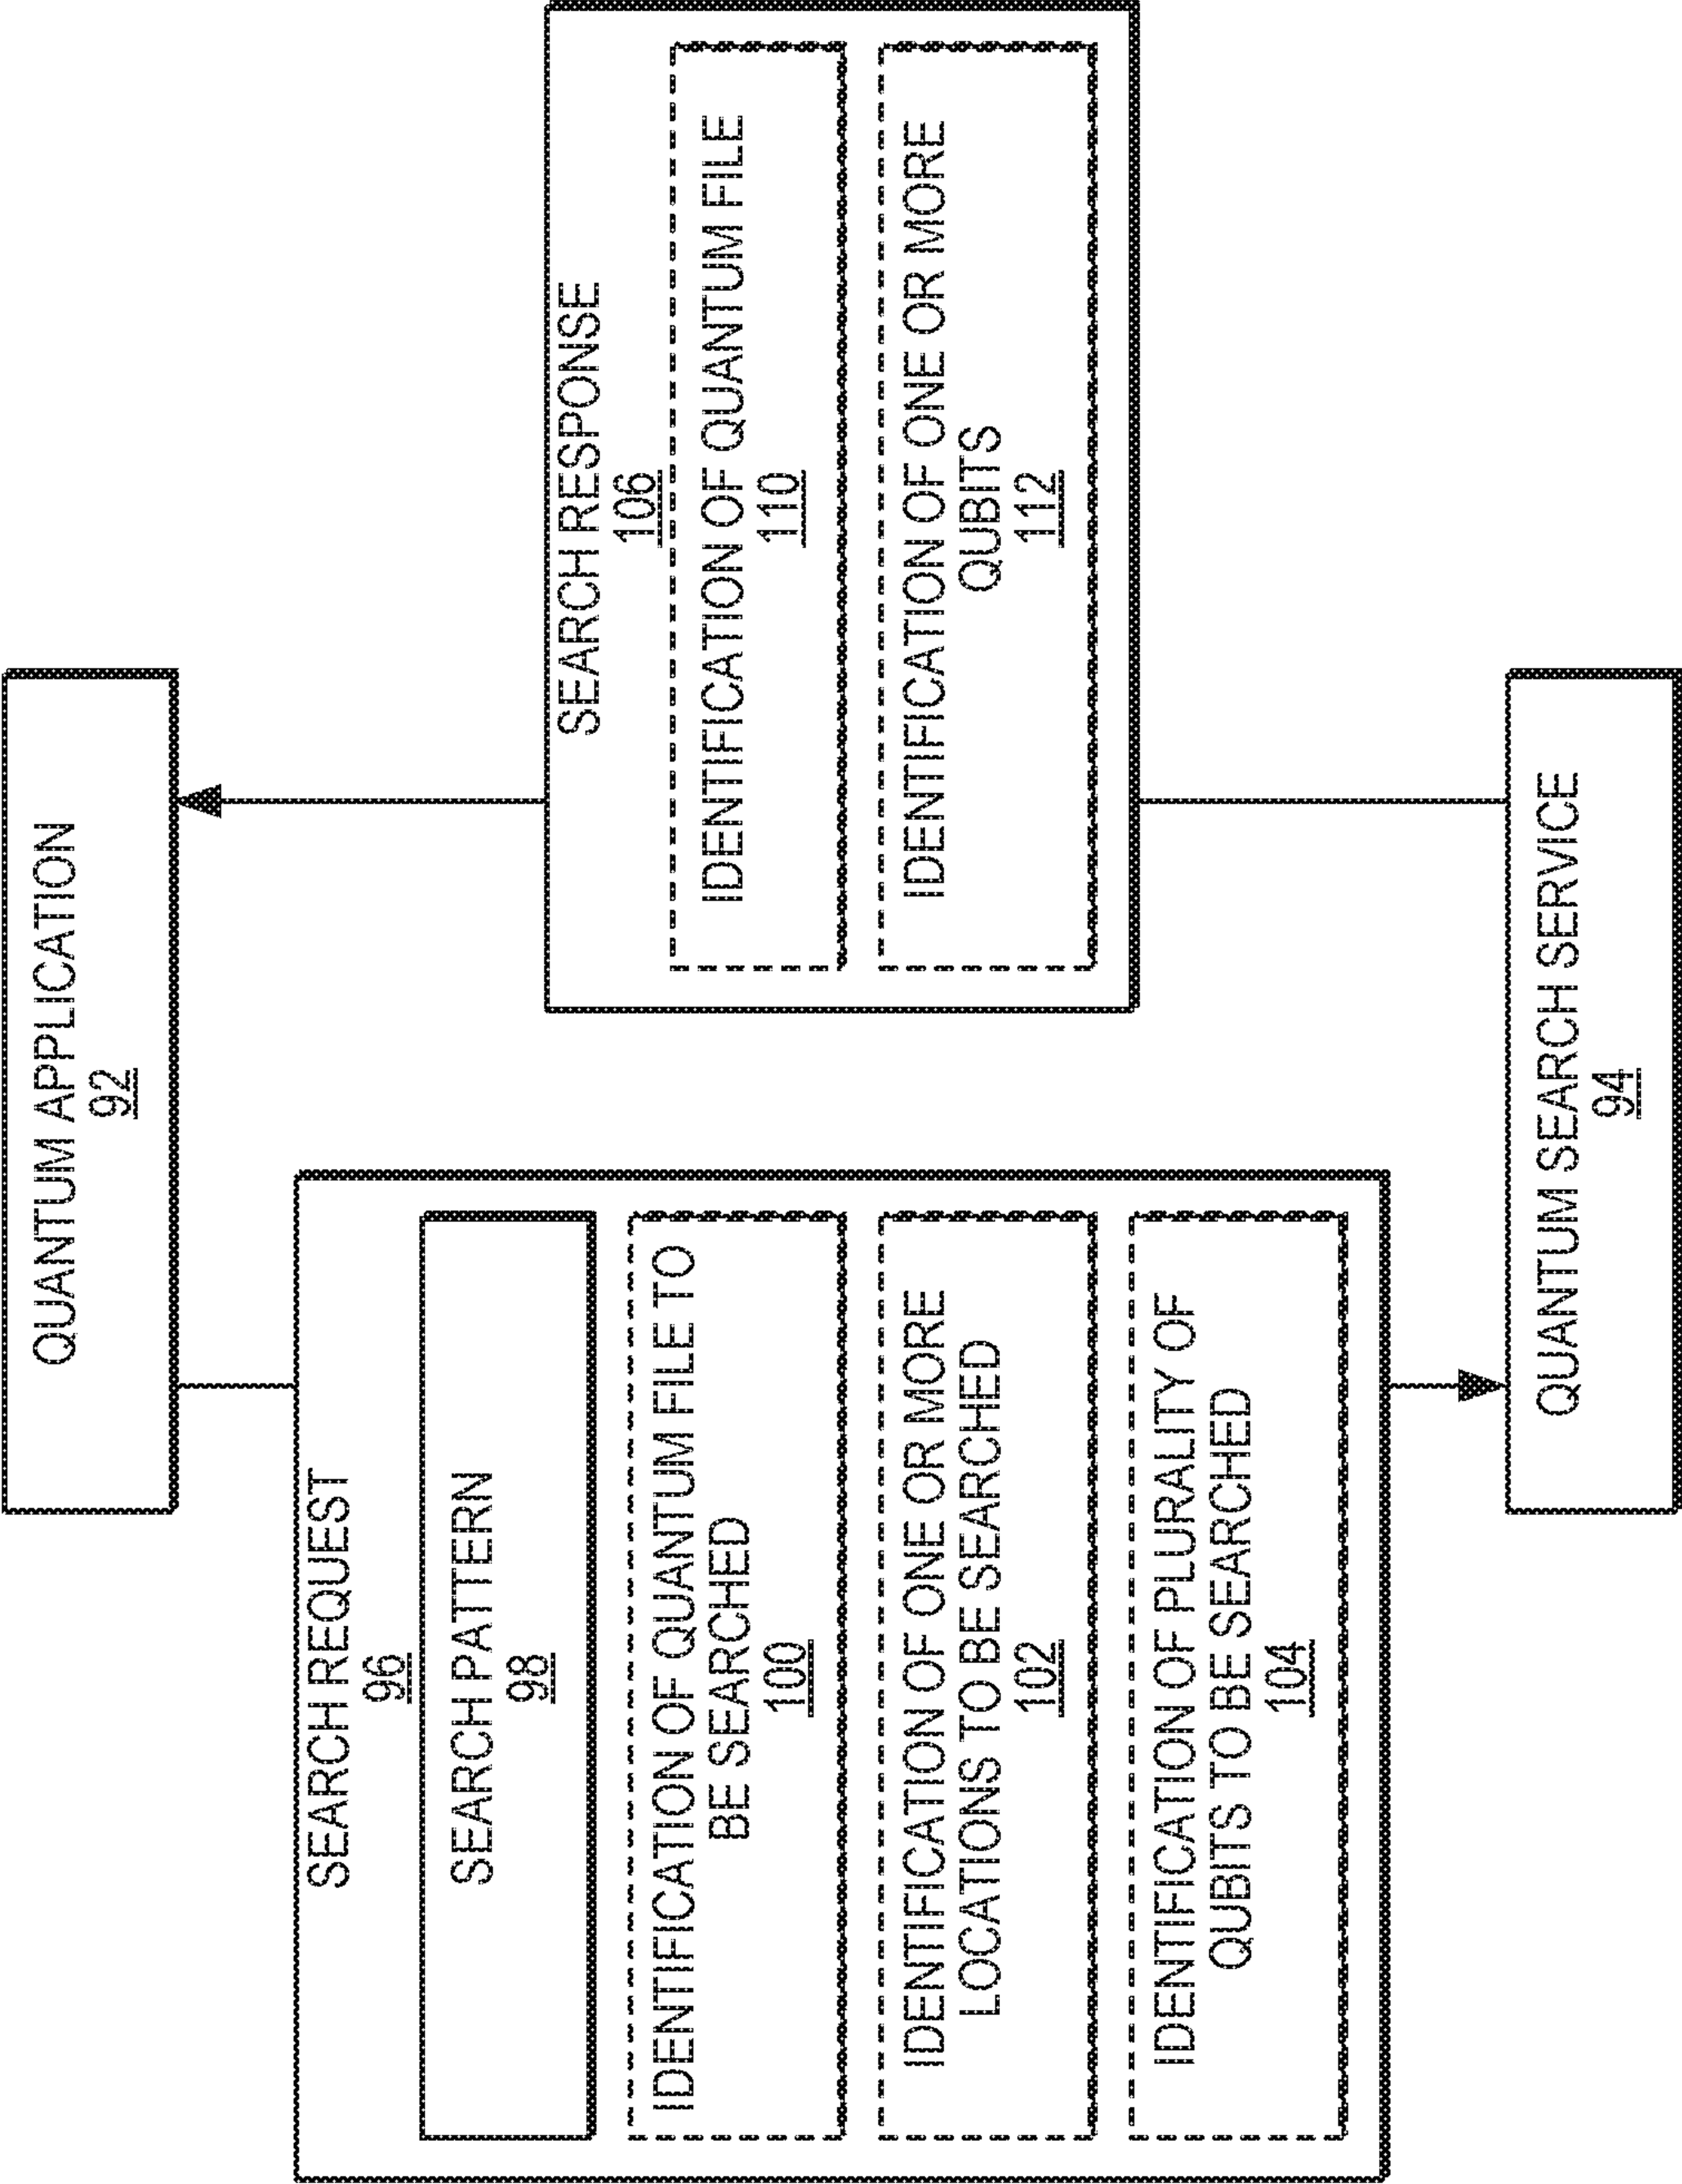 QUANTUM APPLICATION
92
SEARCH REQUEST
96
SEARCH PATTERN
98
IDENTIFICATION OF QUANTUM FILE TO
BE SEARCHED
100
IDENTIFICATION OF ONE OR MORE
LOCATIONS TO BE SEARCHED
102
IDENTIFICATION OF PLURALITY OF
QUBITS TO BE SEARCHED
104
SEARCH RESPONSE
106
IDENTIFICATION OF QUANTUM FILE
110
IDENTIFICATION OF ONE OR MORE
QUBITS
112
QUANTUM SEARCH SERVICE
94